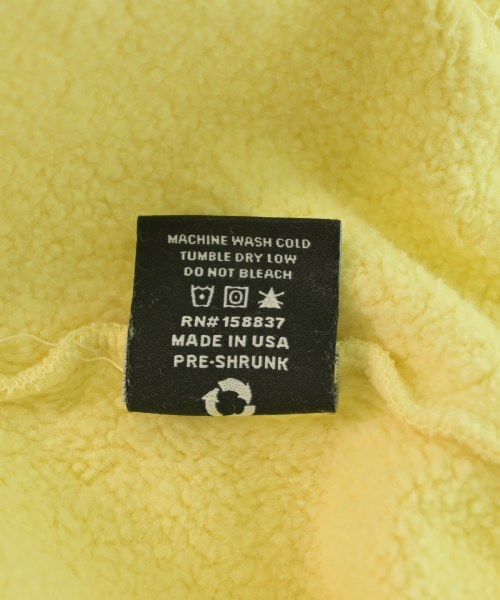 MACHINE WASH COLD
TUMBLE DRY LOW
DO NOT BLEACH
RN# 158837
MADE IN USA
PRE-SHRUNK